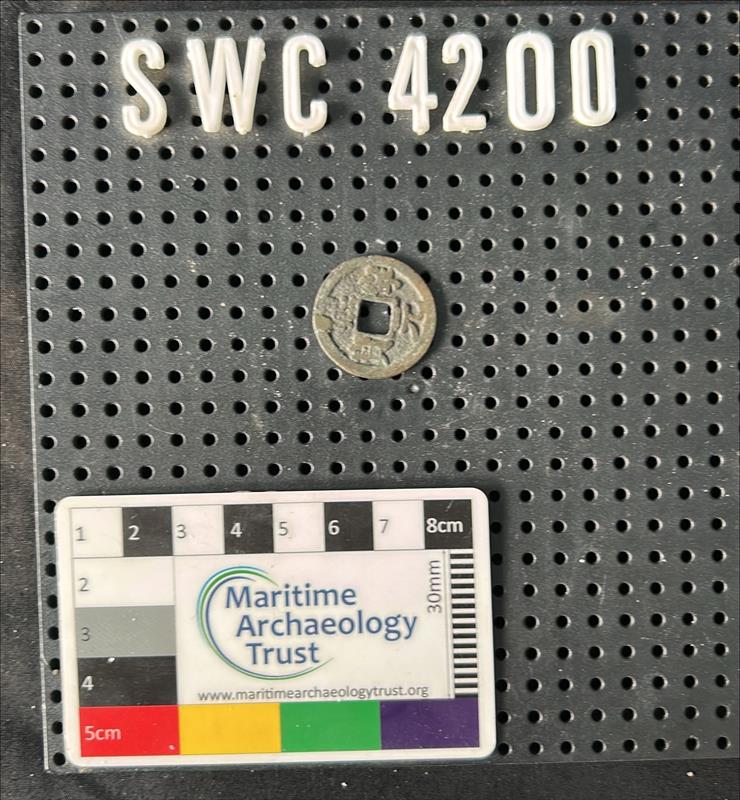 SWC 4200
1 2 3 4 5 6 7 8cm
2
3
4
5cm
30mm
Maritime
Archaeology
Trust
www.maritimearchaeologytrust.org